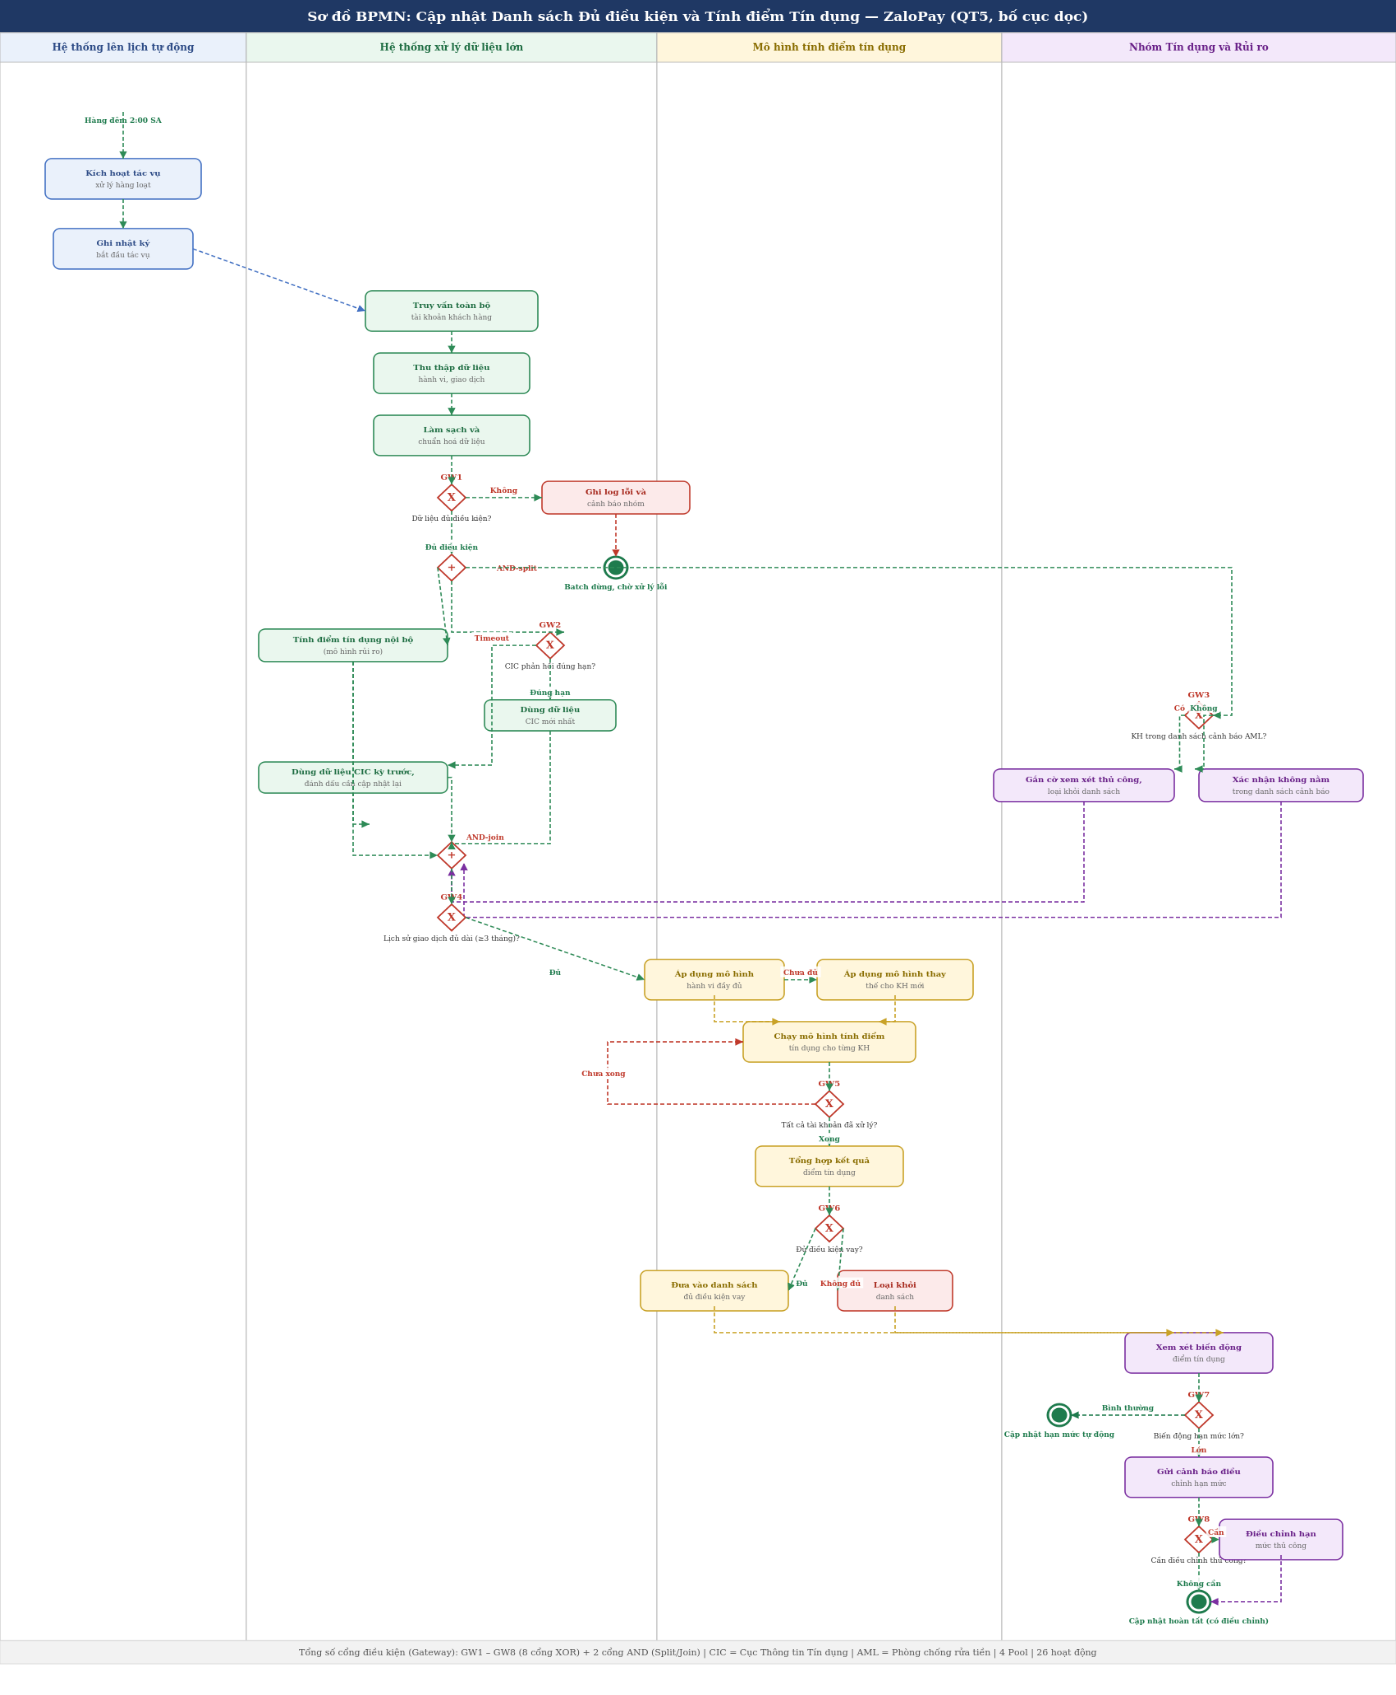 Sơ đồ BPMN: Cập nhật Danh sách Đủ điều kiện và Tính điểm Tín dụng — ZaloPay (QT5, bố cục dọc)
Hệ thống lên lịch tự động
Hệ thống xử lý dữ liệu lớn
Mô hình tính điểm tín dụng
Nhóm Tín dụng và Rủi ro
Hàng đêm 2:00 SA
Kích hoạt tác vụ
xử lý hàng loạt
Ghi nhật ký
bắt đầu tác vụ
Truy vấn toàn bộ
tài khoản khách hàng
Thu thập dữ liệu
hành vi, giao dịch
Làm sạch và
chuẩn hoá dữ liệu
GW1
X
Không
Dữ liệu đủ điều kiện?
Ghi log lỗi và
cảnh báo nhóm
Đủ điều kiện
+
AND-split
Batch dừng, chờ xử lý lỗi
Tính điểm tín dụng nội bộ
(mô hình rủi ro)
GW2
Timeout
X
CIC phản hồi đúng hạn?
Đúng hạn
Dùng dữ liệu
CIC mới nhất
GW3
Có
Không
X
KH trong danh sách cảnh báo AML?
Dùng dữ liệu CIC kỳ trước,
đánh dấu cần cập nhật lại
Gắn cờ xem xét thủ công,
loại khỏi danh sách
Xác nhận không nằm
trong danh sách cảnh báo
AND-join
+
GW4
X
Lịch sử giao dịch đủ dài (≥3 tháng)?
Đủ
Áp dụng mô hình
hành vi đầy đủ
Chưa đủ
Áp dụng mô hình thay
thế cho KH mới
Chạy mô hình tính điểm
tín dụng cho từng KH
Chưa xong
GW5
X
Tất cả tài khoản đã xử lý?
Xong
Tổng hợp kết quả
điểm tín dụng
GW6
X
Đủ điều kiện vay?
Đưa vào danh sách
đủ điều kiện vay
Đủ
Không đủ
Loại khỏi
danh sách
Xem xét biến động
điểm tín dụng
GW7
Bình thường
X
Cập nhật hạn mức tự động
Biến động hạn mức lớn?
Lớn
Gửi cảnh báo điều
chỉnh hạn mức
GW8
X
Cần
Điều chỉnh hạn
mức thủ công
Cần điều chỉnh thủ công?
Không cần
Cập nhật hoàn tất (có điều chỉnh)
Tổng số cổng điều kiện (Gateway): GW1 – GW8 (8 cổng XOR) + 2 cổng AND (Split/Join) | CIC = Cục Thông tin Tín dụng | AML = Phòng chống rửa tiền | 4 Pool | 26 hoạt động